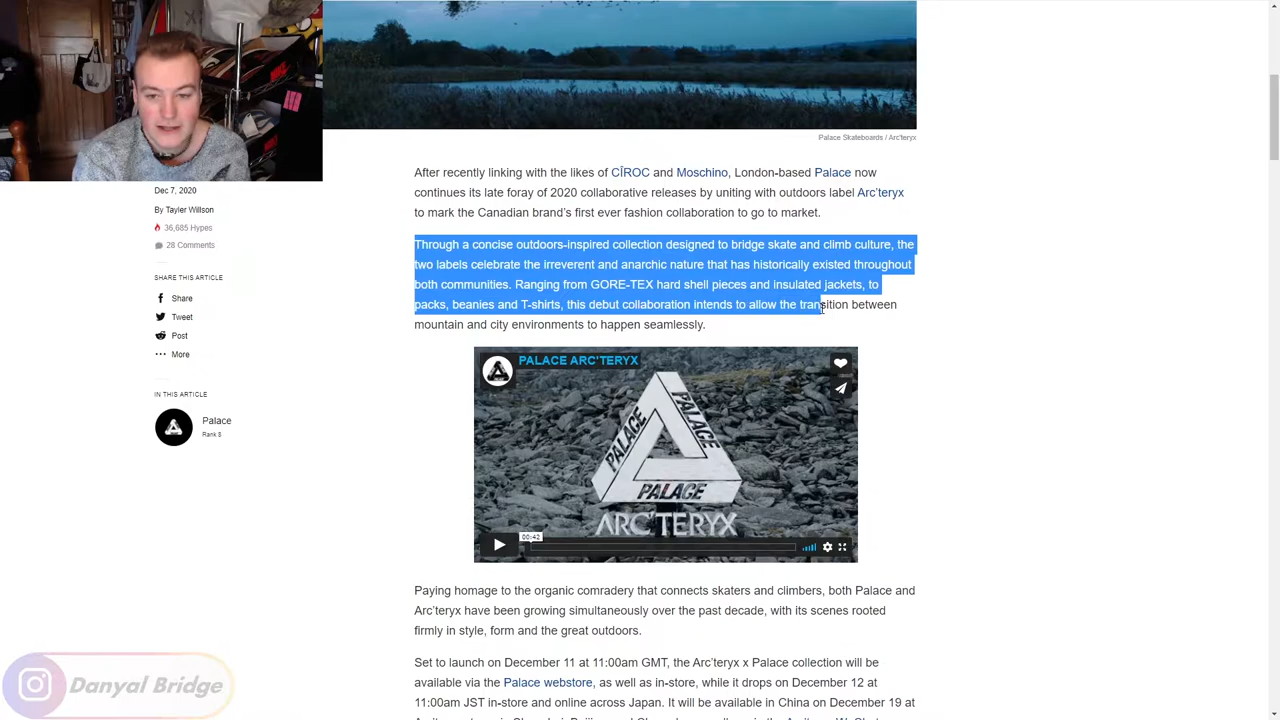 Palace Skateboards / Arc'teryx
After recently linking with the likes of CÎROC and Moschino, London-based Palace now
continues its late foray of 2020 collaborative releases by uniting with outdoors label Arc'teryx
to mark the Canadian brand's first ever fashion collaboration to go to market.
Dec 7, 2020
By Tayler Willson
36,685 Hypes
28 Comments
SHARE THIS ARTICLE
Share
Tweet
Post
More
IN THIS ARTICLE
Palace
Rank 8
Through a concise outdoors-inspired collection designed to bridge skate and climb culture, the
two labels celebrate the irreverent and anarchic nature that has historically existed throughout
both communities. Ranging from GORE-TEX hard shell pieces and insulated jackets, to
packs, beanies and T-shirts, this debut collaboration intends to allow the transition between
mountain and city environments to happen seamlessly.
PALACE ARC'TERYX
PALACE
PALACE
PALACE
ARC'TERYX
00:42
Paying homage to the organic comradery that connects skaters and climbers, both Palace and
Arc'teryx have been growing simultaneously over the past decade, with its scenes rooted
firmly in style, form and the great outdoors.
Set to launch on December 11 at 11:00am GMT, the Arc'teryx x Palace collection will be
available via the Palace webstore, as well as in-store, while it drops on December 12 at
11:00am JST in-store and online across Japan. It will be available in China on December 19 at
Danyal Bridge